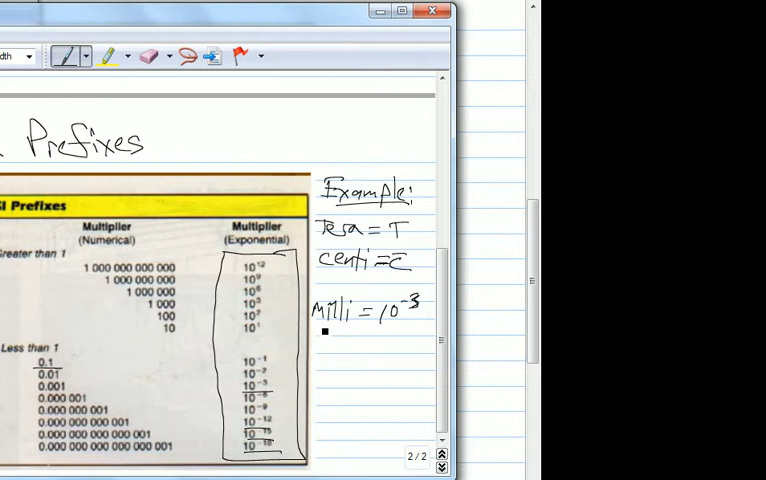 dth
Prefixes
SI Prefixes
Multiplier
(Numerical)
Multiplier
(Exponential)
Greater than 1
1 000 000 000 000 10¹²
1 000 000 000 10⁹
1 000 000 10⁶
1 000 10³
100 10²
10 10¹
Less than 1
0.1 10⁻¹
0.01 10⁻²
0.001 10⁻³
0.000 001 10⁻⁶
0.000 000 001 10⁻⁹
0.000 000 000 001 10⁻¹²
0.000 000 000 000 001 10⁻¹⁵
0.000 000 000 000 000 001 10⁻¹⁸
Example:
Tera = T
centi = c
Milli = 10⁻³
2/2